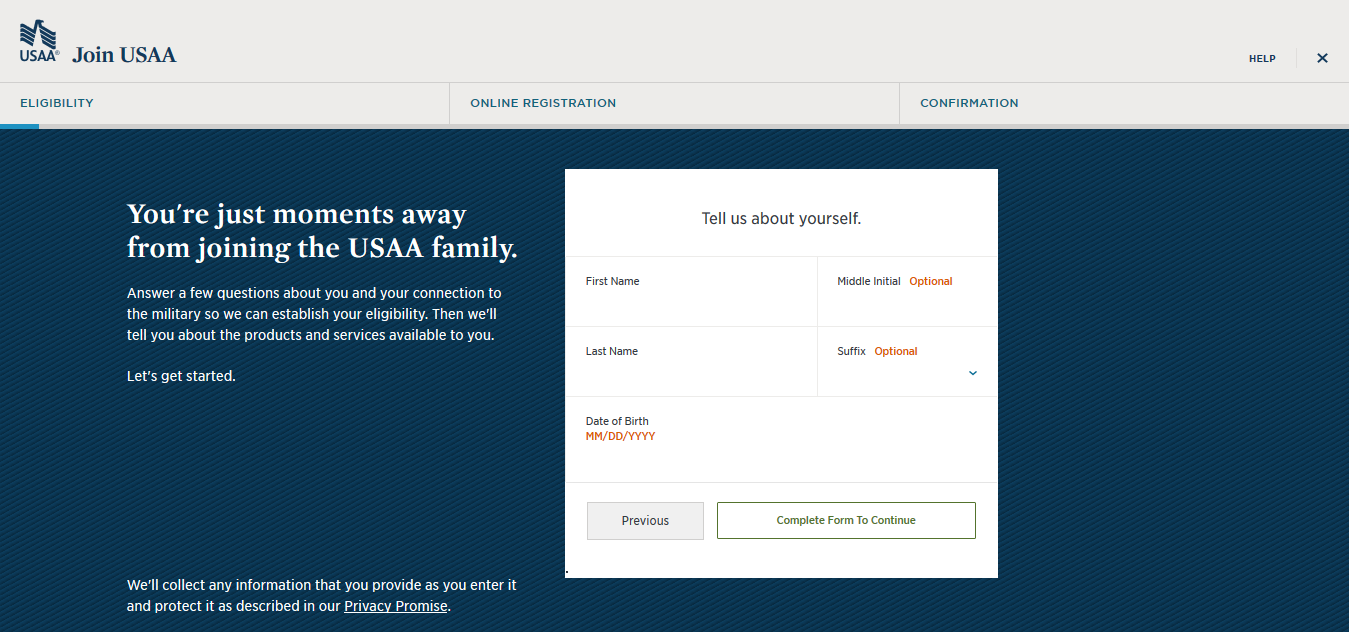 USAA®
Join USAA
HELP
ELIGIBILITY
ONLINE REGISTRATION
CONFIRMATION
You're just moments away
from joining the USAA family.
Answer a few questions about you and your connection to
the military so we can establish your eligibility. Then we'll
tell you about the products and services available to you.
Let's get started.
We'll collect any information that you provide as you enter it
and protect it as described in our Privacy Promise.
Tell us about yourself.
First Name
Middle Initial Optional
Last Name
Suffix Optional
Date of Birth
MM/DD/YYYY
Previous
Complete Form To Continue